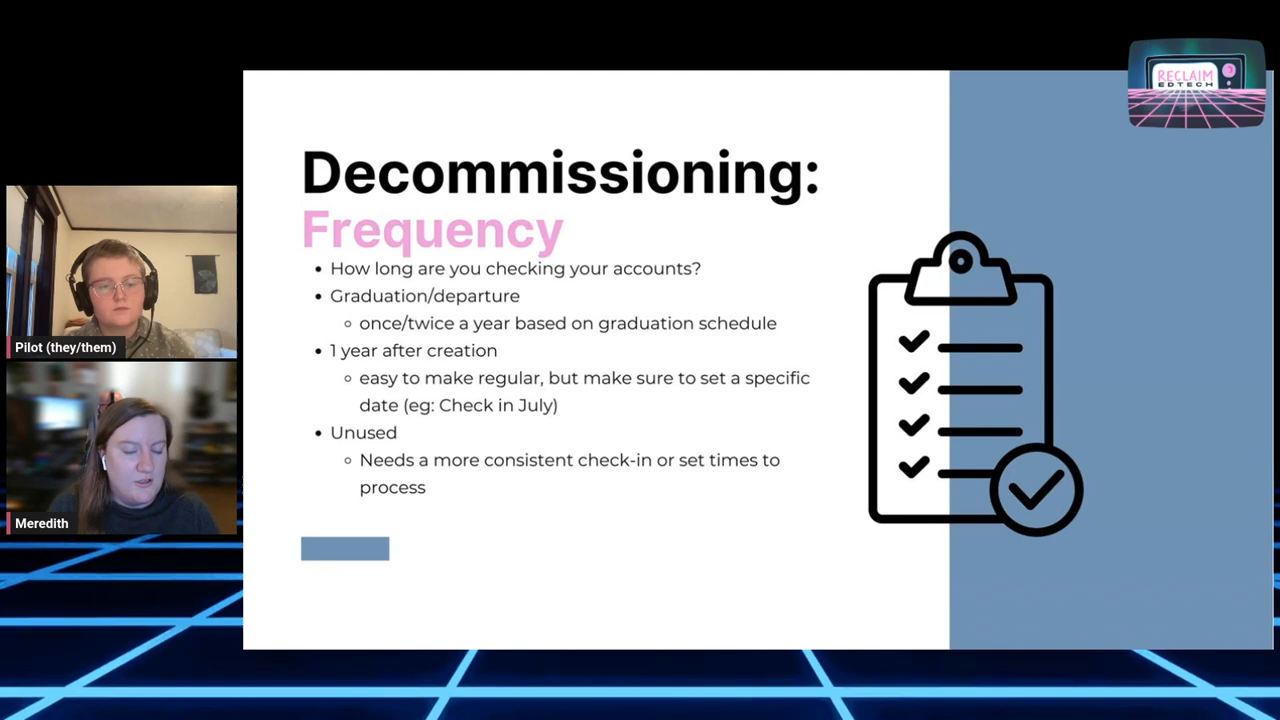 RECLAIM
EDTECH
Decommissioning:
Frequency
• How long are you checking your accounts?
• Graduation/departure
◦ once/twice a year based on graduation schedule
• 1 year after creation
◦ easy to make regular, but make sure to set a specific
date (eg: Check in July)
• Unused
◦ Needs a more consistent check-in or set times to
process
Pilot (they/them)
Meredith